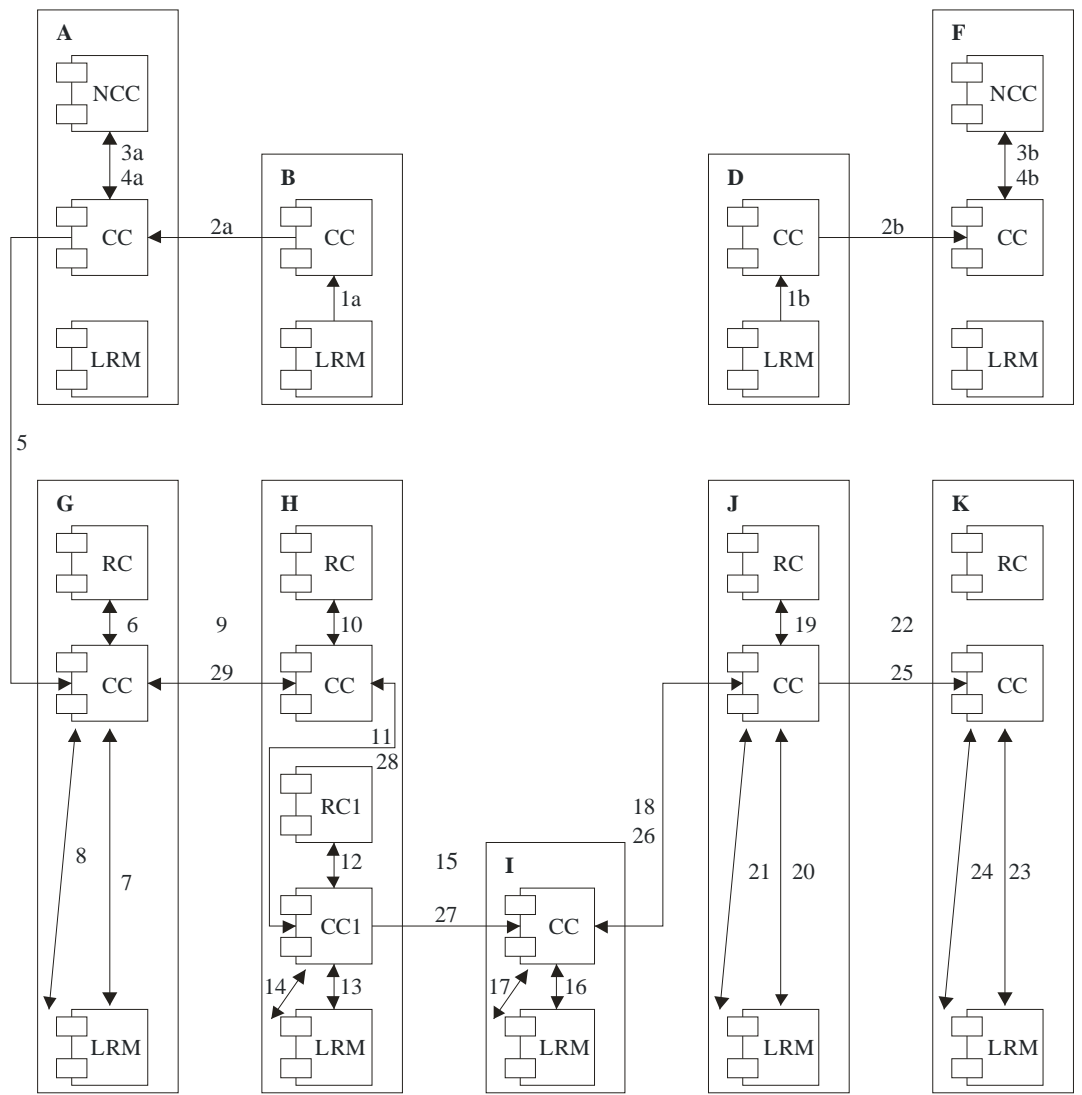 A
F
NCC
NCC
3a
3b
4a
B
D
4b
CC
2a
CC
CC
2b
CC
1a
1b
LRM
LRM
LRM
LRM
5
G
H
J
K
RC
RC
RC
RC
6
9
10
19
22
CC
29
CC
CC
25
CC
11
28
RC1
18
26
8
12
15
I
7
21
20
24
23
CC1
27
CC
14
13
17
16
LRM
LRM
LRM
LRM
LRM